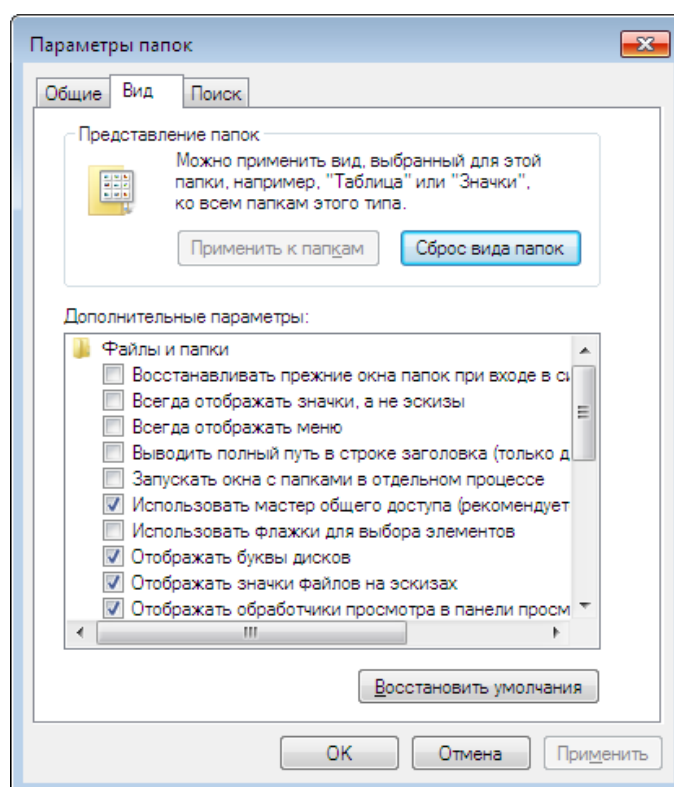 Параметры папок
Общие Вид Поиск
Представление папок
Можно применить вид, выбранный для этой
папки, например, "Таблица" или "Значки",
ко всем папкам этого типа.
Применить к папкам Сброс вида папок
Дополнительные параметры:
Файлы и папки
Восстанавливать прежние окна папок при входе в си
Всегда отображать значки, а не эскизы
Всегда отображать меню
Выводить полный путь в строке заголовка (только д
Запускать окна с папками в отдельном процессе
Использовать мастер общего доступа (рекомендует
Использовать флажки для выбора элементов
Отображать буквы дисков
Отображать значки файлов на эскизах
Отображать обработчики просмотра в панели просм
Восстановить умолчания
OK Отмена Применить